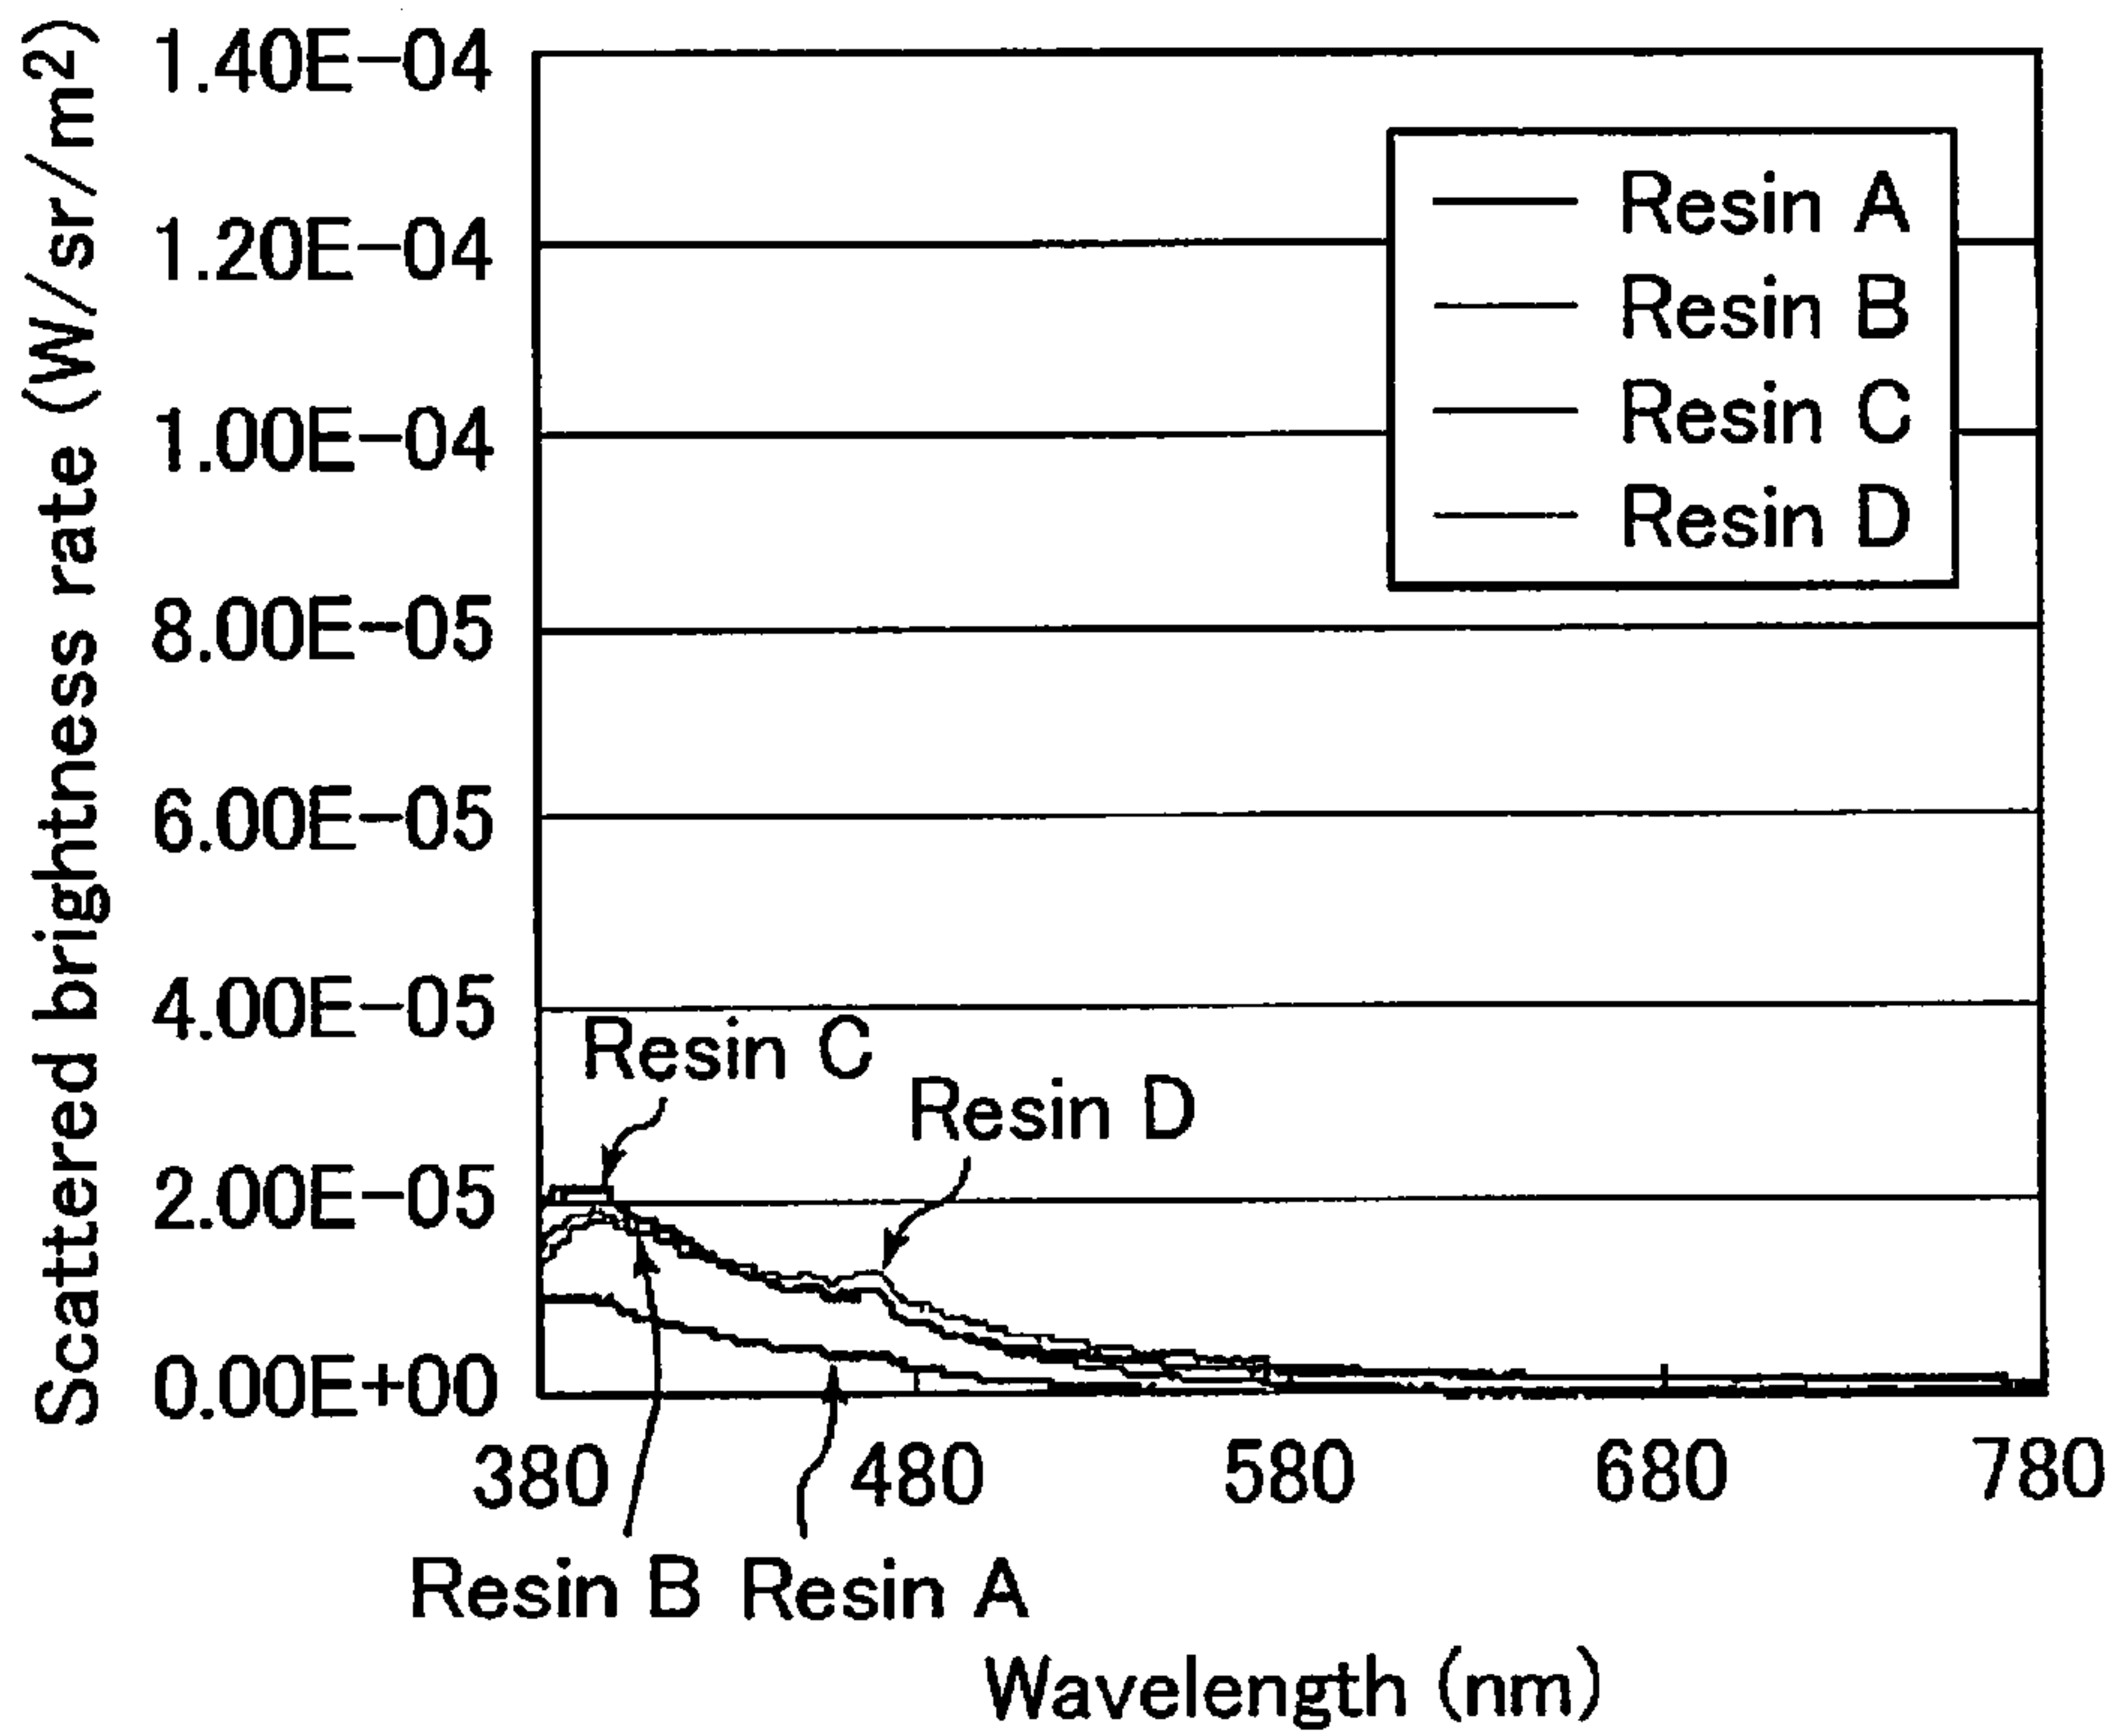 Scattered brightness rate (W/sr/m2)
1.40E-04
1.20E-04
1.00E-04
8.00E-05
6.00E-05
4.00E-05
2.00E-05
0.00E+00
Resin A
Resin B
Resin C
Resin D
Resin C
Resin D
380 480 580 680 780
Resin B Resin A
Wavelength (nm)